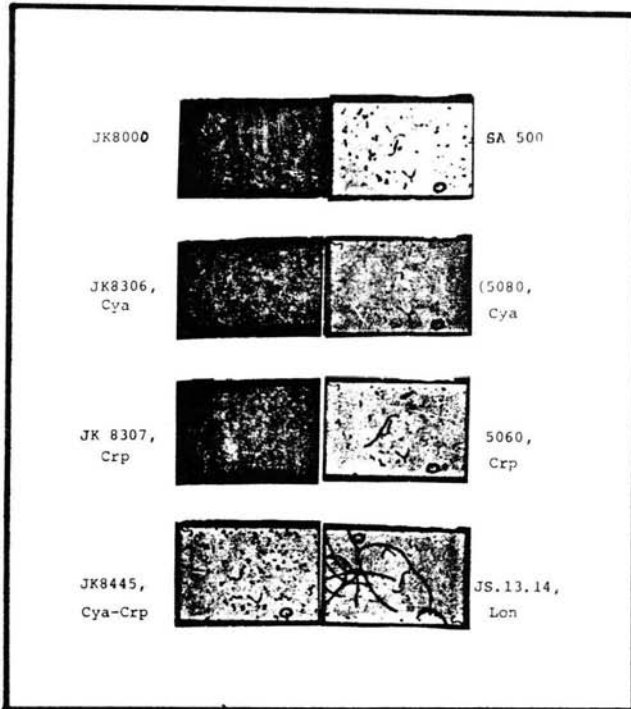 JK8000
SA 500
JK8306,
Cya
(5080,
Cya
JK 8307,
Crp
5060,
Crp
JK8445,
Cya-Crp
JS.13.14,
Lon